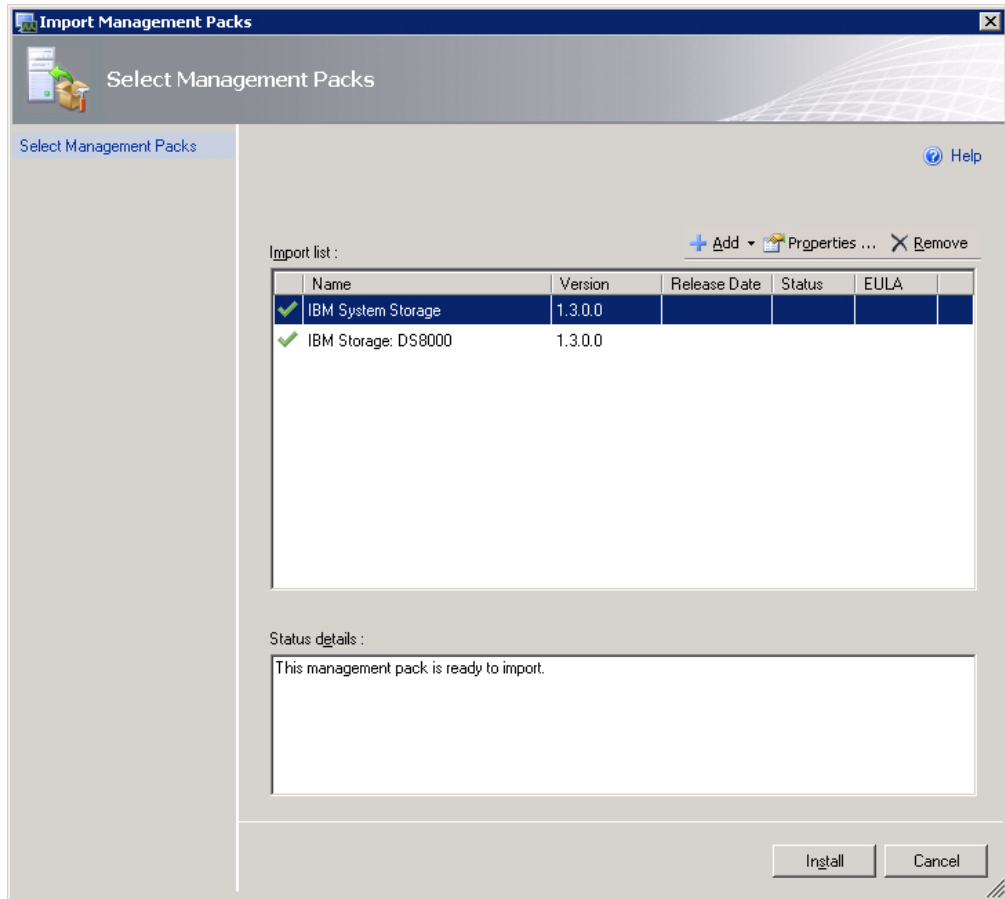 Import Management Packs
Select Management Packs
Select Management Packs
Help
Import list :
Add
Properties ...
Remove
Name Version Release Date Status EULA
IBM System Storage 1.3.0.0
IBM Storage: DS8000 1.3.0.0
Status details :
This management pack is ready to import.
Install Cancel